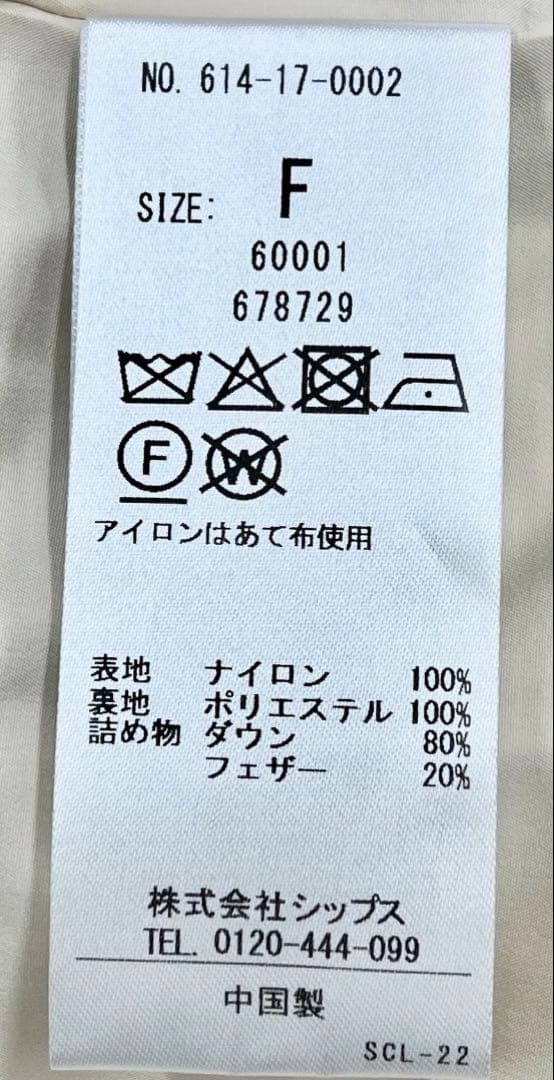 NO. 614-17-0002
SIZE: F
60001
678729
F W
アイロンはあて布使用
表地 ナイロン 100%
裏地 ポリエステル 100%
詰め物 ダウン 80%
フェザー 20%
株式会社シップス
TEL. 0120-444-099
中国製
SCL-22